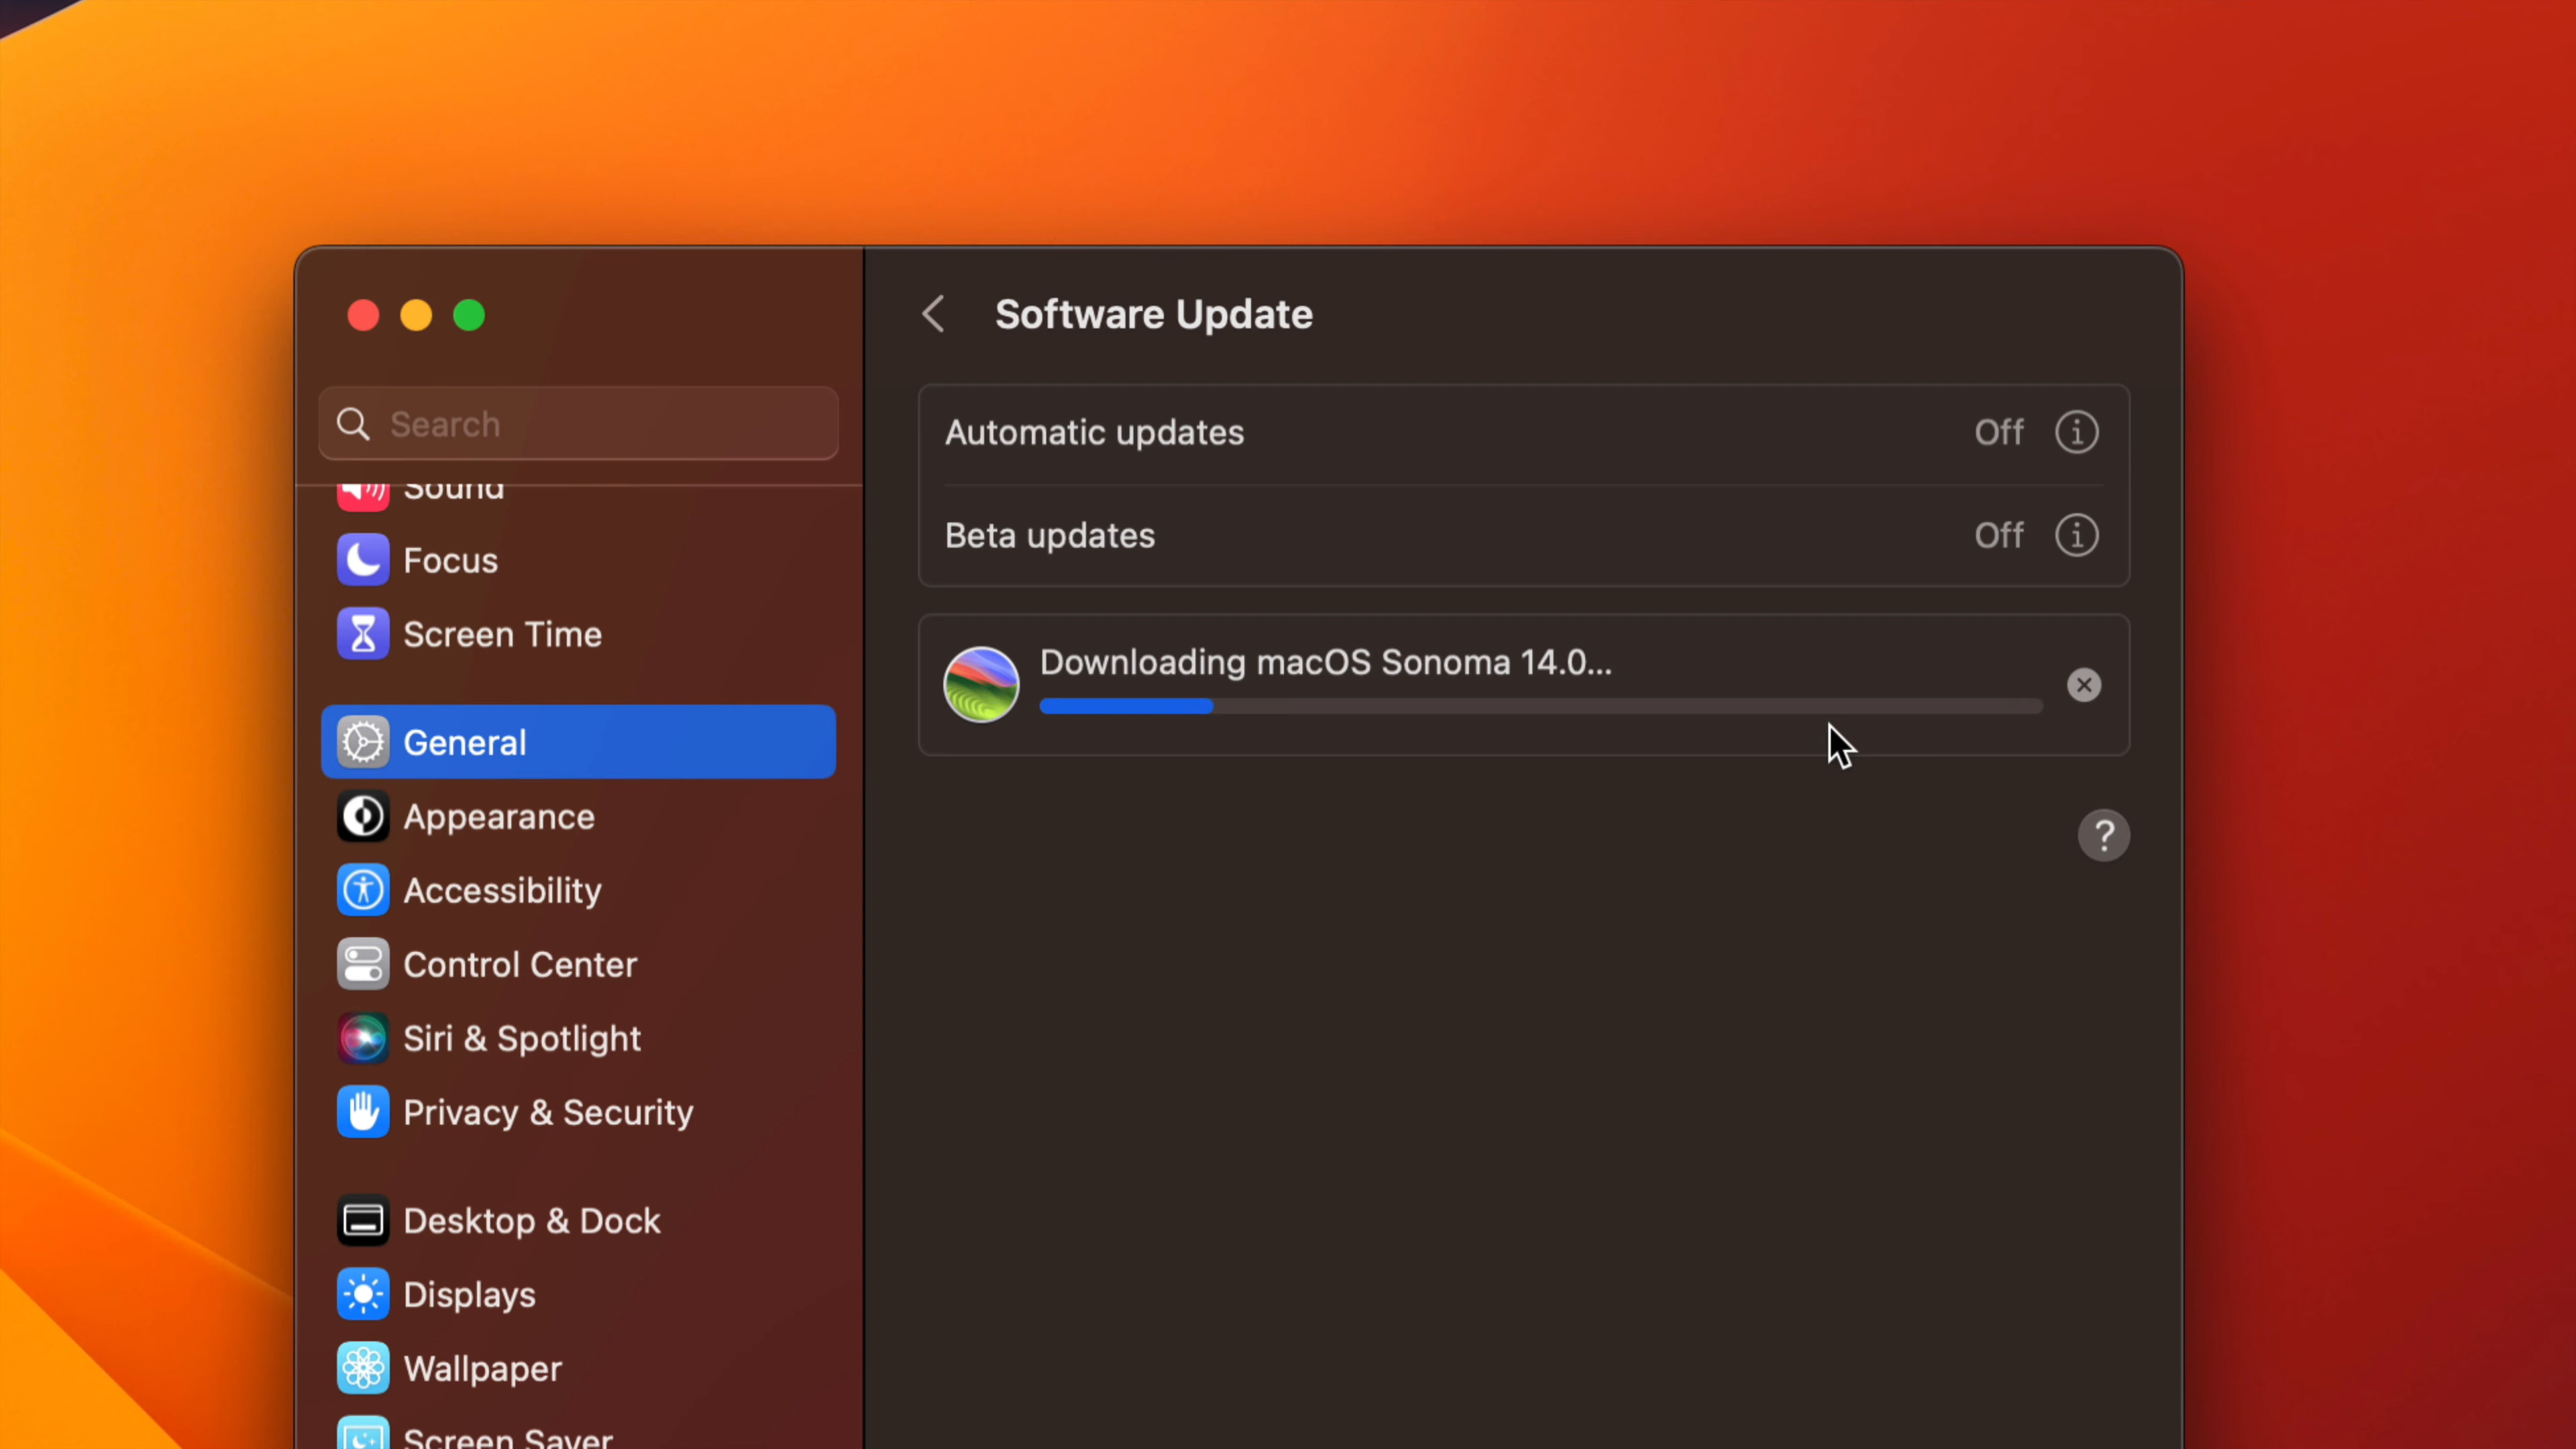 Software Update
Search
Sound
Focus
Screen Time
General
Appearance
Accessibility
Control Center
Siri & Spotlight
Privacy & Security
Desktop & Dock
Displays
Wallpaper
Screen Saver
Automatic updates Off
Beta updates Off
Downloading macOS Sonoma 14.0...
?